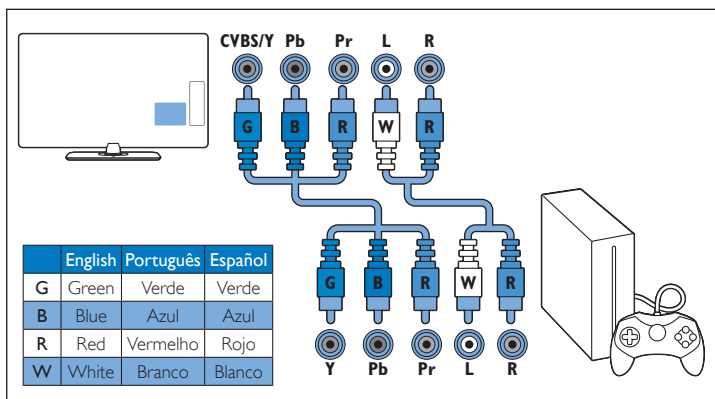 CVBS/Y Pb Pr L R
G B R W R
G B R W R
Y Pb Pr L R
English Português Español
G Green Verde Verde
B Blue Azul Azul
R Red Vermelho Rojo
W White Branco Blanco